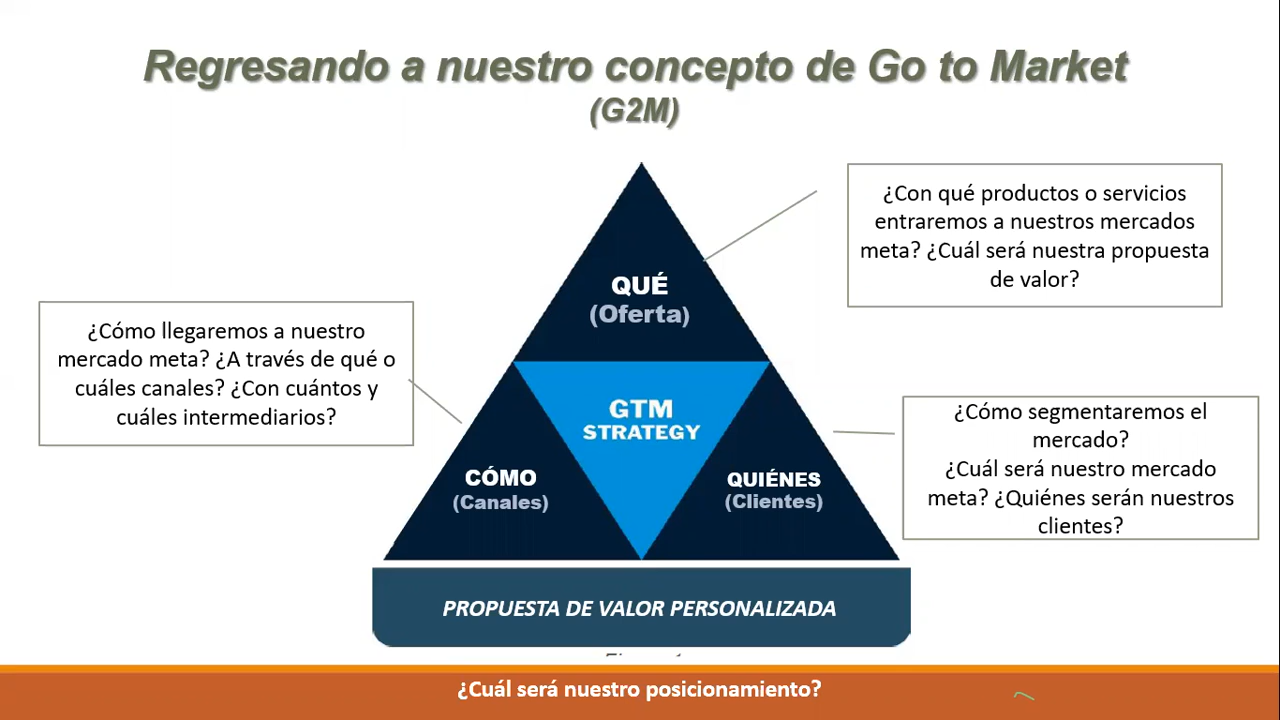 Regresando a nuestro concepto de Go to Market
(G2M)
¿Con qué productos o servicios
entraremos a nuestros mercados
meta? ¿Cuál será nuestra propuesta
de valor?
QUÉ
(Oferta)
¿Cómo llegaremos a nuestro
mercado meta? ¿A través de qué o
cuáles canales? ¿Con cuántos y
cuáles intermediarios?
GTM
STRATEGY
¿Cómo segmentaremos el
mercado?
¿Cuál será nuestro mercado
meta? ¿Quiénes serán nuestros
clientes?
CÓMO
(Canales)
QUIÉNES
(Clientes)
PROPUESTA DE VALOR PERSONALIZADA
¿Cuál será nuestro posicionamiento?